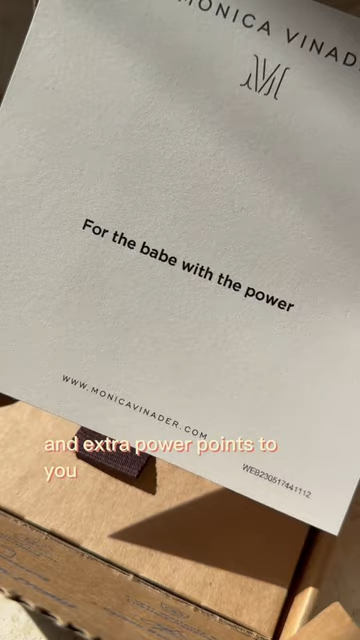 MONICA VINAD
M
For the babe with the power
WWW.MONICAVINADER.COM
and extra power points to
you
WEB230517441112